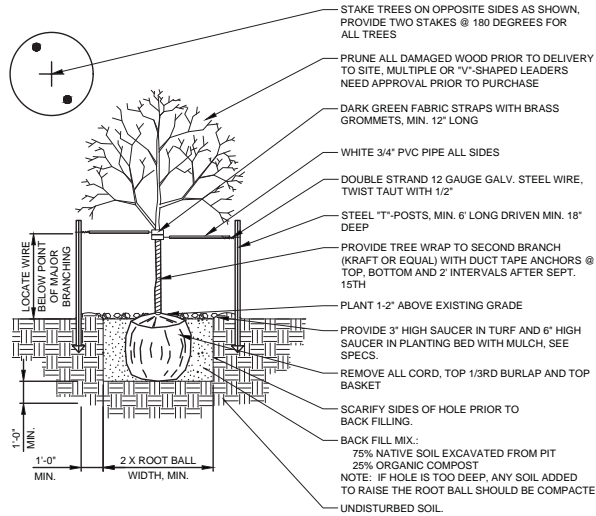 STAKE TREES ON OPPOSITE SIDES AS SHOWN,
PROVIDE TWO STAKES @ 180 DEGREES FOR
ALL TREES
PRUNE ALL DAMAGED WOOD PRIOR TO DELIVERY
TO SITE, MULTIPLE OR "V"-SHAPED LEADERS
NEED APPROVAL PRIOR TO PURCHASE
DARK GREEN FABRIC STRAPS WITH BRASS
GROMMETS, MIN. 12" LONG
WHITE 3/4" PVC PIPE ALL SIDES
DOUBLE STRAND 12 GAUGE GALV. STEEL WIRE,
TWIST TAUT WITH 1/2"
STEEL "T"-POSTS, MIN. 6' LONG DRIVEN MIN. 18"
DEEP
PROVIDE TREE WRAP TO SECOND BRANCH
(KRAFT OR EQUAL) WITH DUCT TAPE ANCHORS @
TOP, BOTTOM AND 2' INTERVALS AFTER SEPT.
15TH
PLANT 1-2" ABOVE EXISTING GRADE
PROVIDE 3" HIGH SAUCER IN TURF AND 6" HIGH
SAUCER IN PLANTING BED WITH MULCH, SEE
SPECS.
REMOVE ALL CORD, TOP 1/3RD BURLAP AND TOP
BASKET
SCARIFY SIDES OF HOLE PRIOR TO
BACK FILLING.
BACK FILL MIX.:
75% NATIVE SOIL EXCAVATED FROM PIT
25% ORGANIC COMPOST
NOTE: IF HOLE IS TOO DEEP, ANY SOIL ADDED
TO RAISE THE ROOT BALL SHOULD BE COMPACTE
UNDISTURBED SOIL.
LOCATE WIRE
BELOW POINT
OF MAJOR
BRANCHING
1'-0"
MIN.
1'-0"
MIN.
2 X ROOT BALL
WIDTH, MIN.